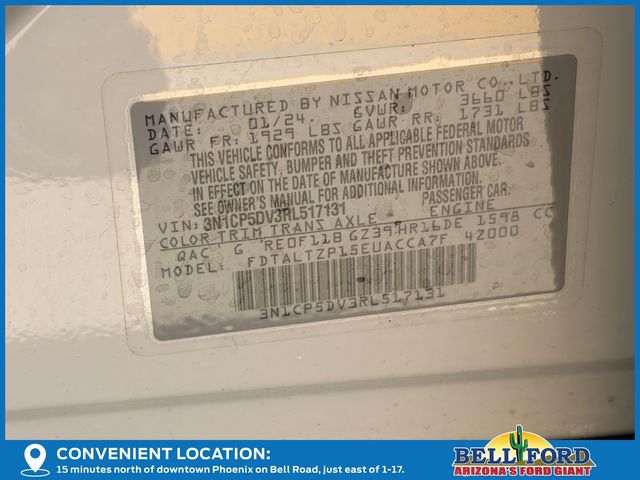 MANUFACTURED BY NISSAN MOTOR CO., LTD.
DATE: 01/24 GVWR: 3660 LBS
GAWR FR: 1929 LBS GAWR RR: 1731 LBS
THIS VEHICLE CONFORMS TO ALL APPLICABLE FEDERAL MOTOR
VEHICLE SAFETY, BUMPER AND THEFT PREVENTION STANDARDS
IN EFFECT ON THE DATE OF MANUFACTURE SHOWN ABOVE.
SEE OWNER'S MANUAL FOR ADDITIONAL INFORMATION.
VIN: 3N1CP5DV3RL517131 PASSENGER CAR.
COLOR TRIM TRANS AXLE ENGINE
QAC G RE0F11B GZ39 HR16DE 1598 CC
MODEL: FDTALTZP15EUACCA7F 42000
3N1CP5DV3RL517131
CONVENIENT LOCATION:
15 minutes north of downtown Phoenix on Bell Road, just east of 1-17.
BELL FORD
ARIZONA'S FORD GIANT